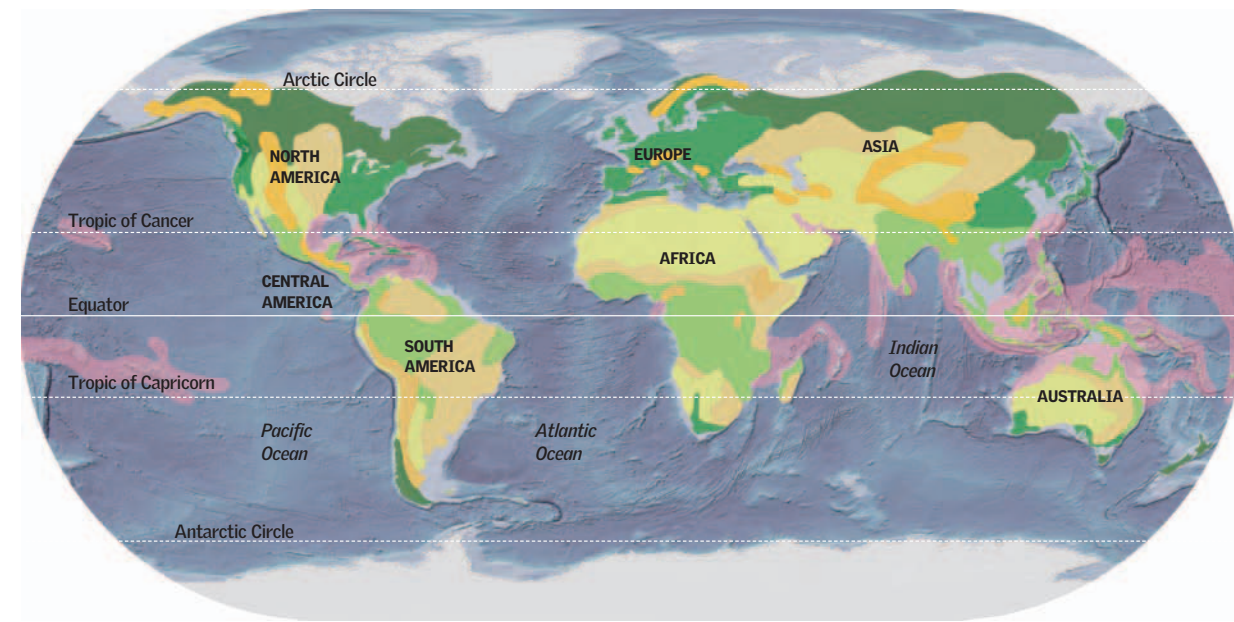 Arctic Circle
NORTH
AMERICA
EUROPE
ASIA
Tropic of Cancer
AFRICA
CENTRAL
AMERICA
Equator
SOUTH
AMERICA
Indian
Ocean
Tropic of Capricorn
AUSTRALIA
Pacific
Ocean
Atlantic
Ocean
Antarctic Circle